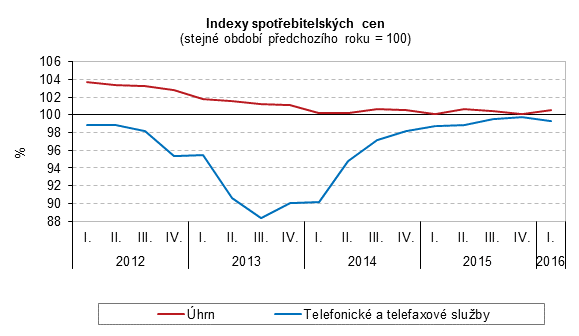 Indexy spotřebitelských cen
(stejné období předchozího roku = 100)
106
104
102
100
98
96
94
92
90
88
%
I. II. III. IV. I. II. III. IV. I. II. III. IV. I. II. III. IV. I.
2012 2013 2014 2015 2016
Úhrn Telefonické a telefaxové služby